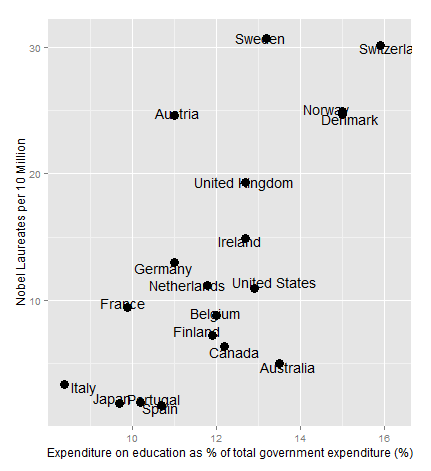 Sweden
30
Switzerla
Norway
Austria
Denmark
20
United Kingdom
Nobel Laureates per 10 Million
Ireland
Germany
United States
Netherlands
France
10
Belgium
Finland
Canada
Australia
Italy
Japan
Portugal
Spain
10
12
14
16
Expenditure on education as % of total government expenditure (%)